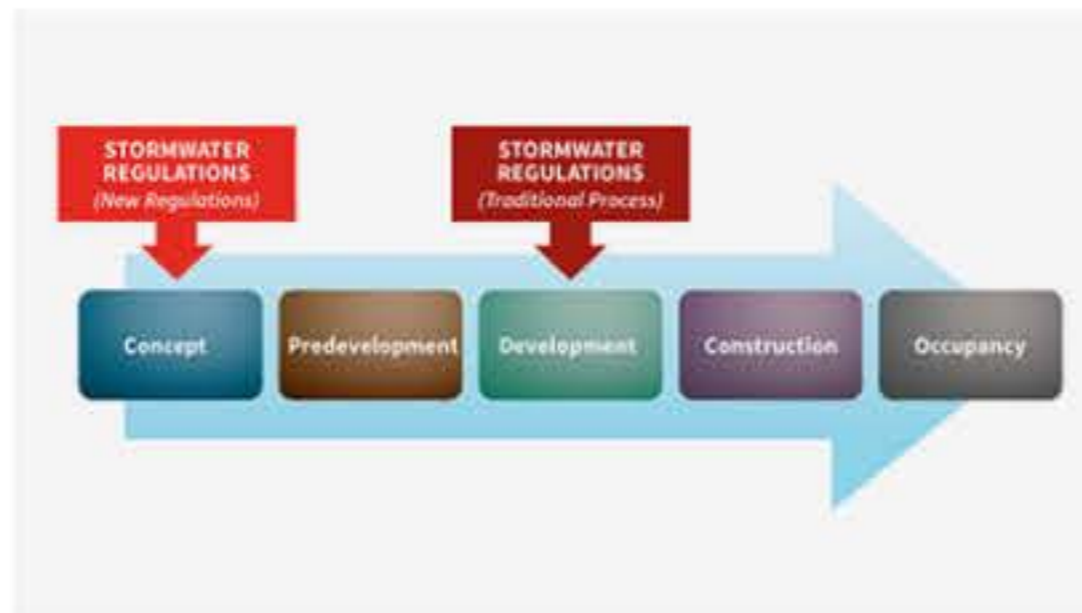 STORMWATER
REGULATIONS
(New Regulations)
STORMWATER
REGULATIONS
(Traditional Process)
Concept
Predevelopment
Development
Construction
Occupancy